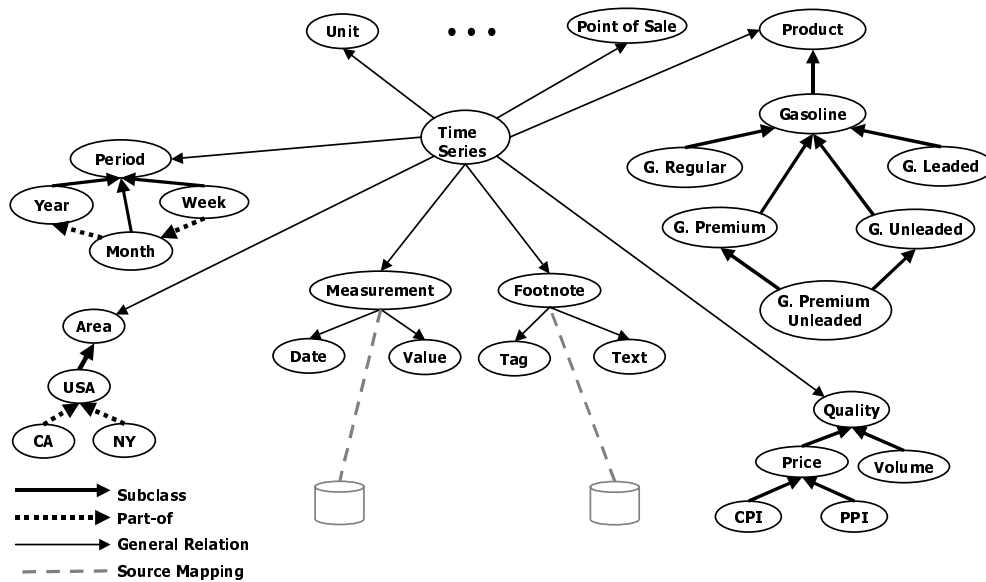 Unit
• • •
Point of Sale
Product
Gasoline
Time
Series
Period
G. Regular
G. Leaded
Year
Week
Month
G. Premium
G. Unleaded
Measurement
Footnote
G. Premium
Unleaded
Area
Date
Value
Tag
Text
USA
Quality
CA
NY
Price
Volume
CPI
PPI
Subclass
Part-of
General Relation
Source Mapping